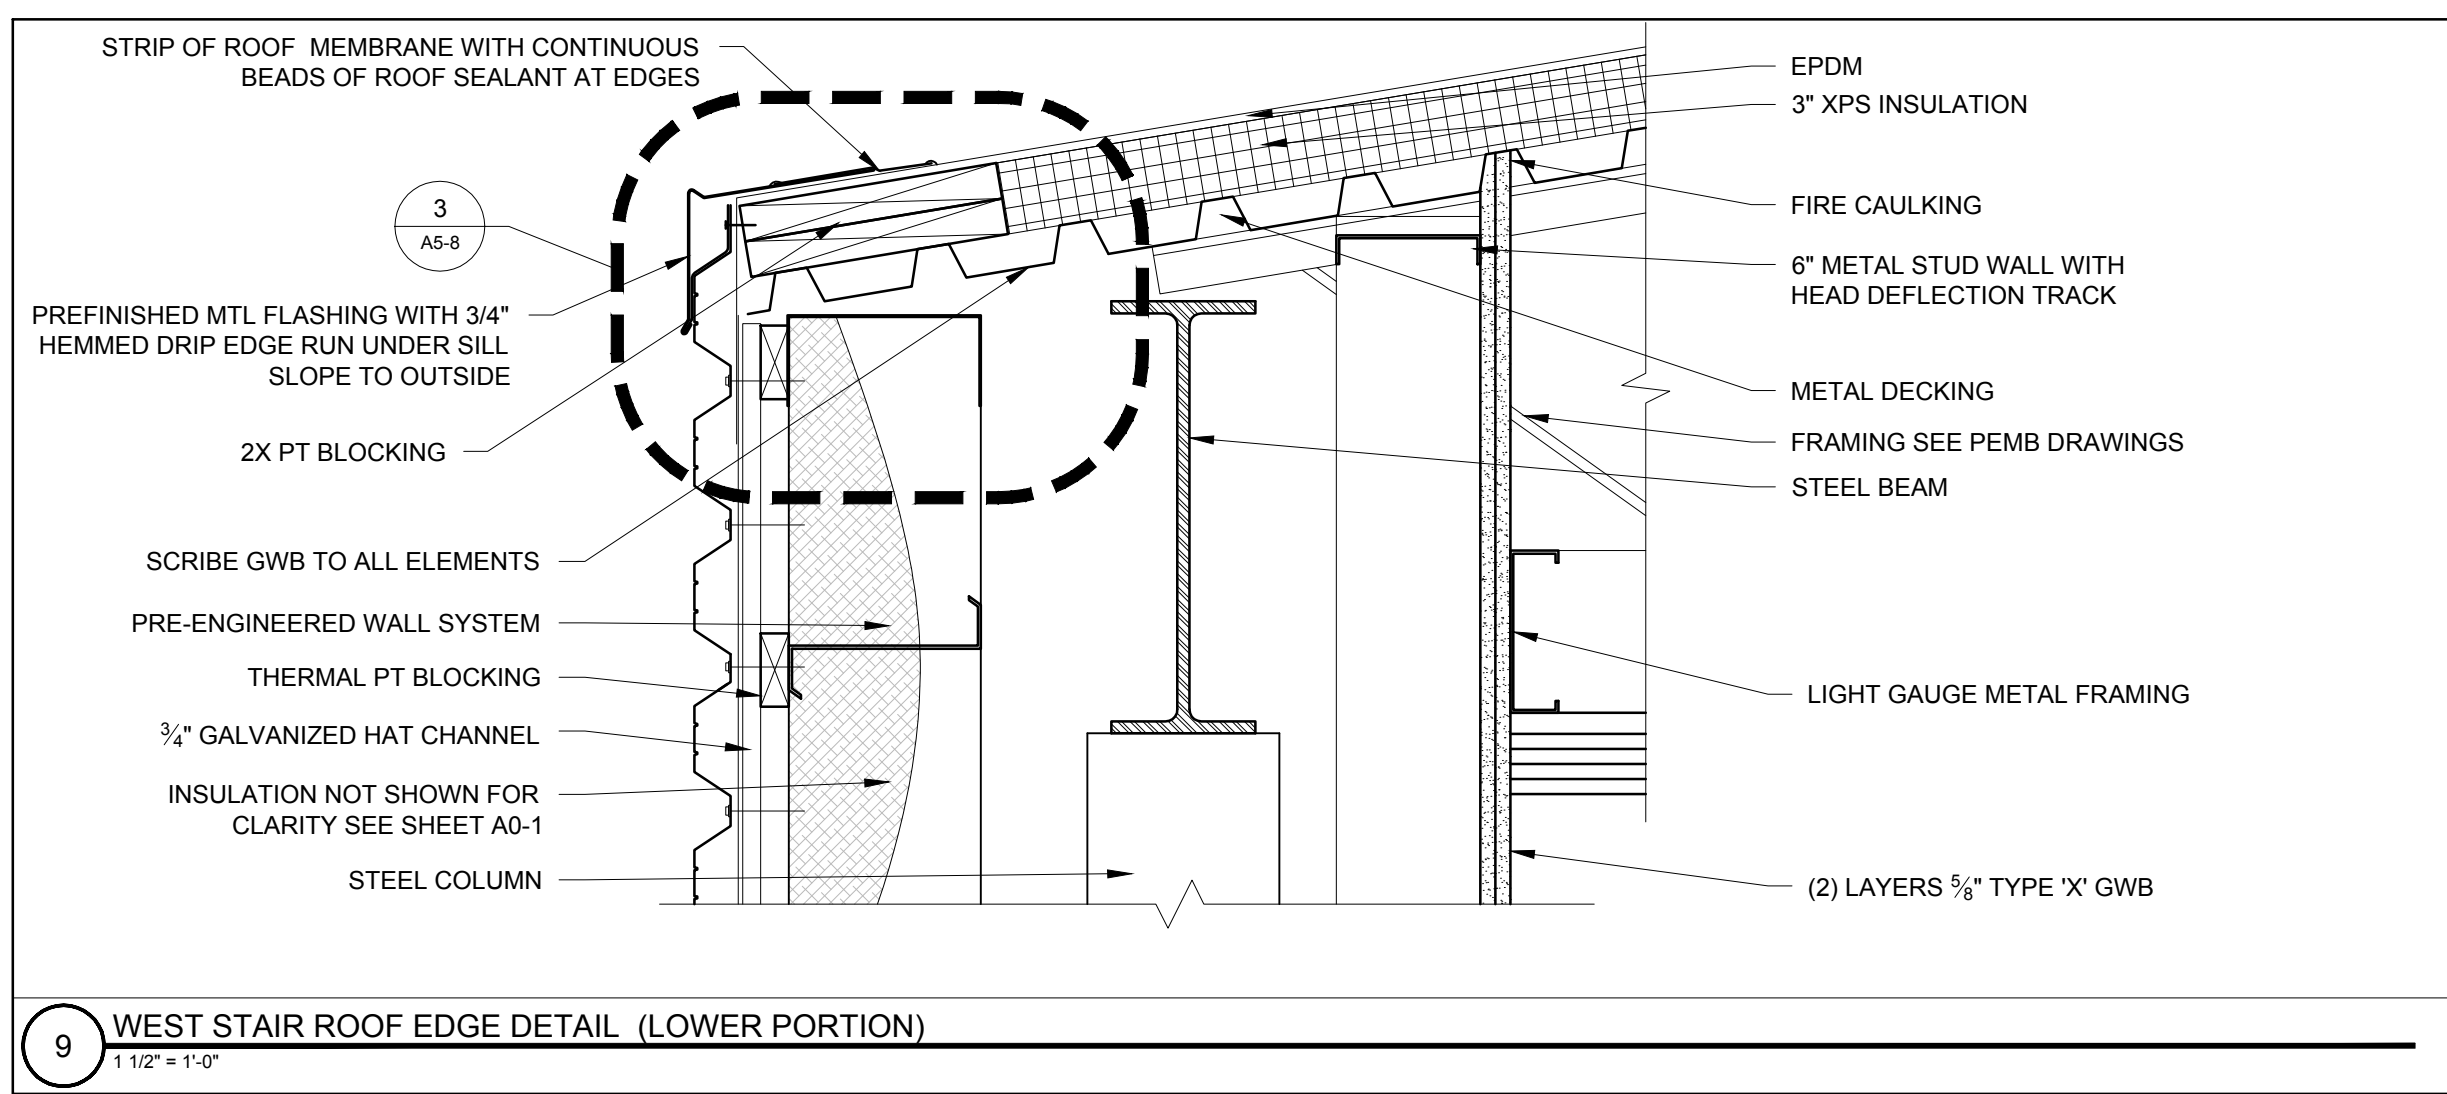 STRIP OF ROOF MEMBRANE WITH CONTINUOUS
BEADS OF ROOF SEALANT AT EDGES
3
A5-8
PREFINISHED MTL FLASHING WITH 3/4"
HEMMED DRIP EDGE RUN UNDER SILL
SLOPE TO OUTSIDE
2X PT BLOCKING
SCRIBE GWB TO ALL ELEMENTS
PRE-ENGINEERED WALL SYSTEM
THERMAL PT BLOCKING
3/4" GALVANIZED HAT CHANNEL
INSULATION NOT SHOWN FOR
CLARITY SEE SHEET A0-1
STEEL COLUMN
EPDM
3" XPS INSULATION
FIRE CAULKING
6" METAL STUD WALL WITH
HEAD DEFLECTION TRACK
METAL DECKING
FRAMING SEE PEMB DRAWINGS
STEEL BEAM
LIGHT GAUGE METAL FRAMING
(2) LAYERS 5/8" TYPE 'X' GWB
9
WEST STAIR ROOF EDGE DETAIL (LOWER PORTION)
1 1/2" = 1'-0"